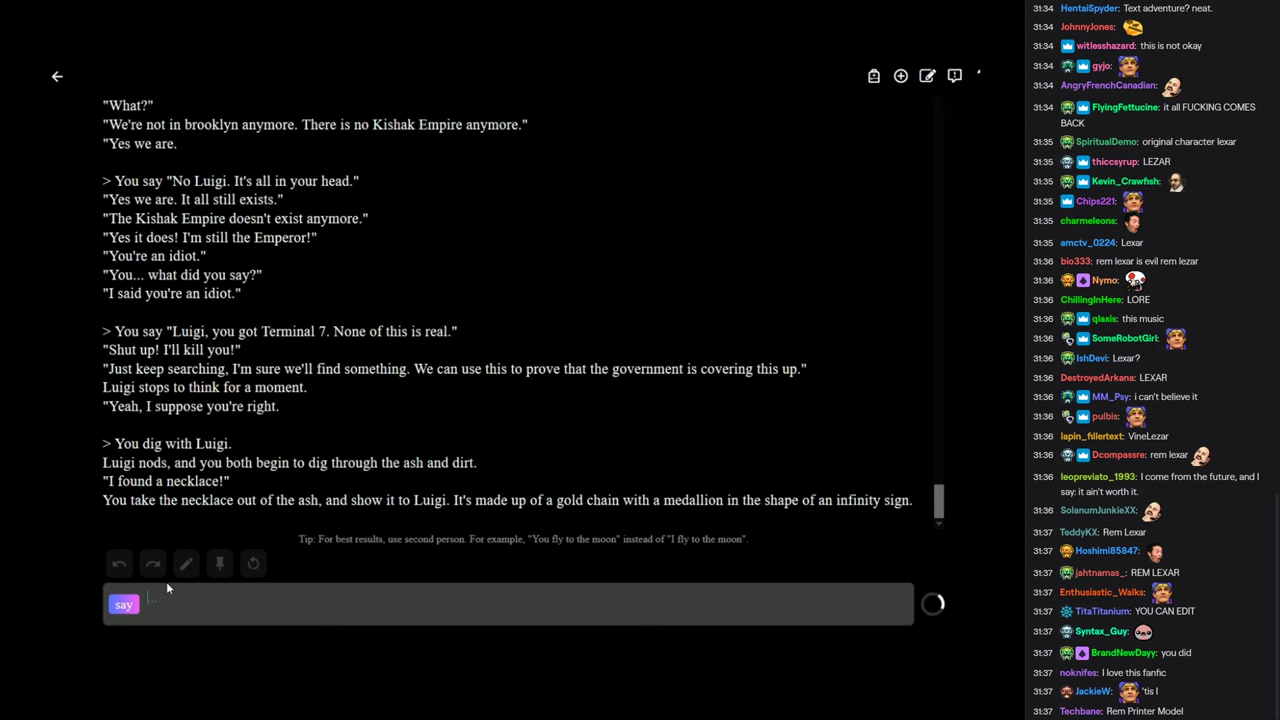 "What?"
"We're not in brooklyn anymore. There is no Kishak Empire anymore."
"Yes we are.
> You say "No Luigi. It's all in your head."
"Yes we are. It all still exists."
"The Kishak Empire doesn't exist anymore."
"Yes it does! I'm still the Emperor!"
"You're an idiot."
"You... what did you say?"
"I said you're an idiot."
> You say "Luigi, you got Terminal 7. None of this is real."
"Shut up! I'll kill you!"
"Just keep searching, I'm sure we'll find something. We can use this to prove that the government is covering this up."
Luigi stops to think for a moment.
"Yeah, I suppose you're right.
> You dig with Luigi.
Luigi nods, and you both begin to dig through the ash and dirt.
"I found a necklace!"
You take the necklace out of the ash, and show it to Luigi. It's made up of a gold chain with a medallion in the shape of an infinity sign.
Tip: For best results, use second person. For example, "You fly to the moon" instead of "I fly to the moon".
say ...
31:34 HentaiSpyder: Text adventure? neat.
31:34 JohnnyJones:
31:34 witlesshazard: this is not okay
31:34 gyjo:
31:34 AngryFrenchCanadian:
31:34 FlyingFettucine: it all FUCKING COMES
BACK
31:35 SpiritualDemo: original character lexar
31:35 thiccsyrup: LEZAR
31:35 Kevin_Crawfish:
31:35 Chips221:
31:35 charmeleons:
31:35 amctv_0224: Lexar
31:36 bio333: rem lexar is evil rem lezar
31:36 Nymo:
31:36 ChillingInHere: LORE
31:36 qlaxis: this music
31:36 SomeRobotGirl:
31:36 IshDevi: Lexar?
31:36 DestroyedArkana: LEXAR
31:36 MM_Psy: i can't believe it
31:36 pulbis:
31:36 lapin_fillertext: VineLezar
31:36 Dcompassre: rem lexar
31:36 leopreviato_1993: I come from the future, and I
say: it ain't worth it.
31:36 SolanumJunkieXX:
31:37 TeddyKX: Rem Lexar
31:37 Hoshimi85847:
31:37 jahtnamas_: REM LEXAR
31:37 Enthusiastic_Walks:
31:37 TitaTitanium: YOU CAN EDIT
31:37 Syntax_Guy:
31:37 BrandNewDayy: you did
31:37 noknifes: I love this fanfic
31:37 JackieW: 'tis I
31:37 Techbane: Rem Printer Model